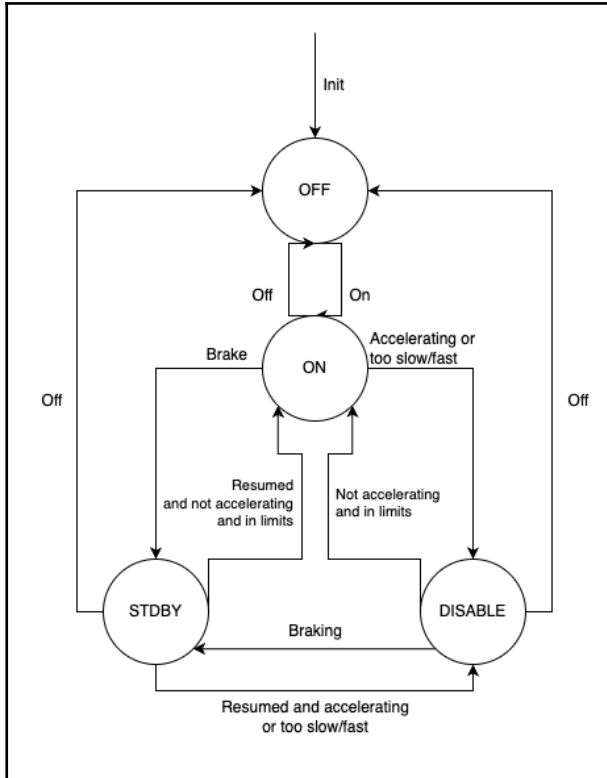 Init
OFF
Off
On
Accelerating or
too slow/fast
Brake
ON
Off
Off
Resumed
and not accelerating
and in limits
Not accelerating
and in limits
STDBY
DISABLE
Braking
Resumed and accelerating
or too slow/fast